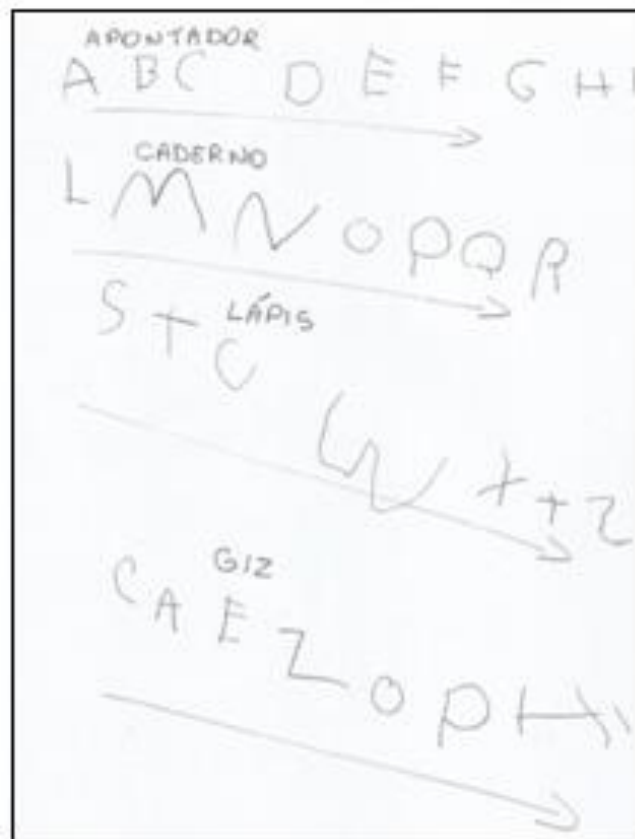 APONTADOR
A B C D E F G H
CADERNO
L M N O P Q R
LÁPIS
S T U W X + Z
GIZ
C A E Z O P H